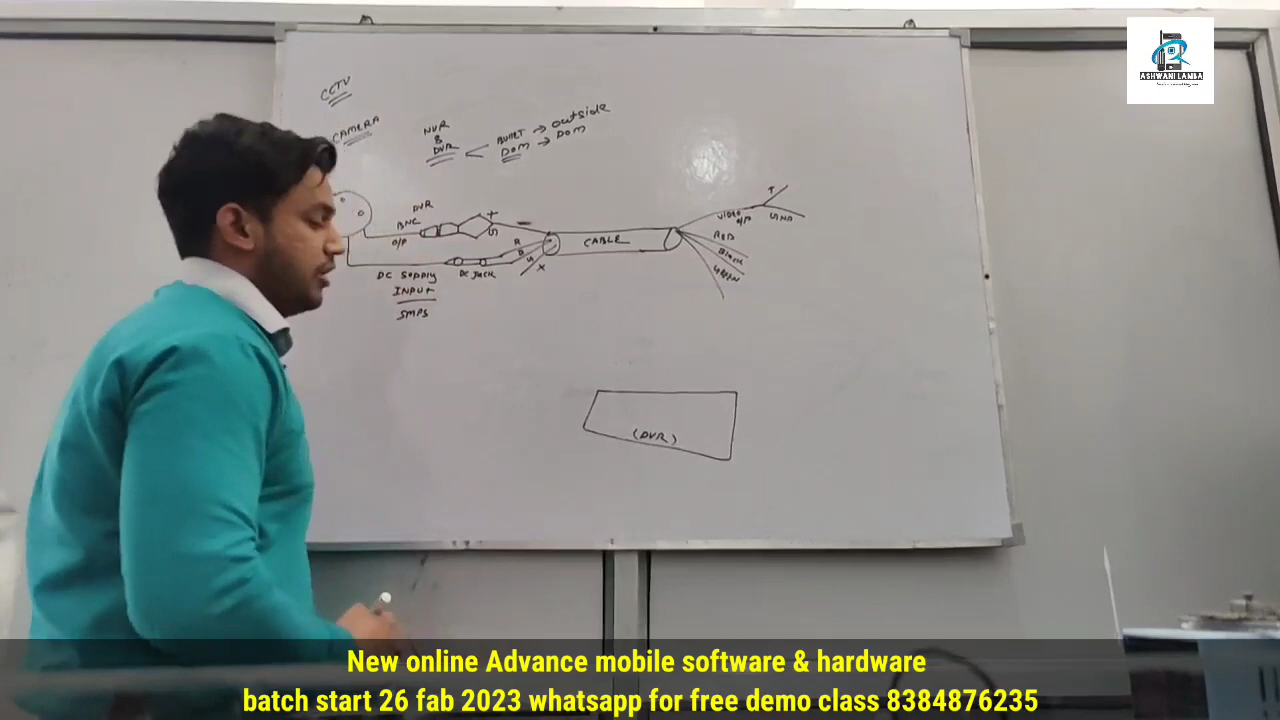 ASHWANI LAMBA
CCTV
CAMERA
NVR
&
DVR
BULLET → outside
DOM → DOM
DVR
BNC
O/P
+
G
DC SUPPLY
INPUT
SMPS
DC JACK
R
B
G
X
CABLE
VIDEO
O/P
+
GND
RED
BLACK
GREEN
(DVR)
New online Advance mobile software & hardware
batch start 26 fab 2023 whatsapp for free demo class 8384876235